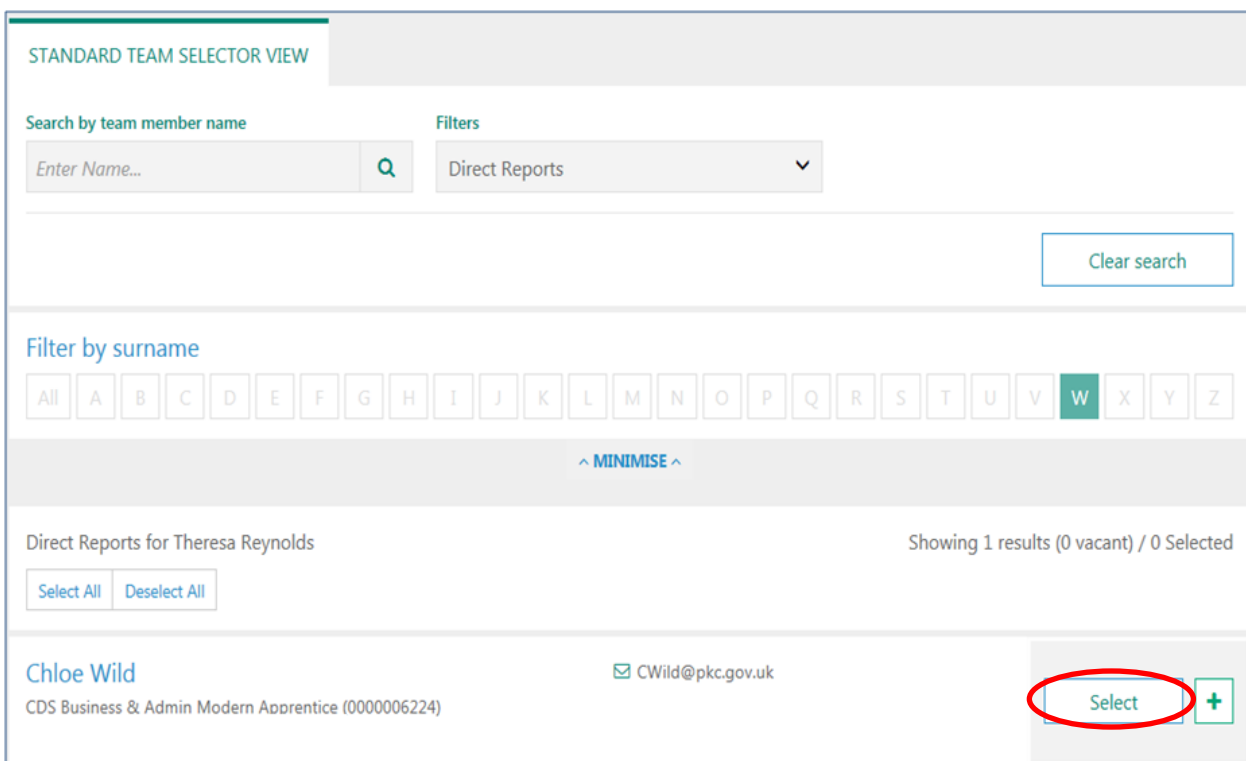 STANDARD TEAM SELECTOR VIEW
Search by team member name Filters
Enter Name... Direct Reports
Clear search
Filter by surname
All A B C D E F G H I J K L M N O P Q R S T U V W X Y Z
^ MINIMISE ^
Direct Reports for Theresa Reynolds Showing 1 results (0 vacant) / 0 Selected
Select All Deselect All
Chloe Wild CWild@pkc.gov.uk
Select +
CDS Business & Admin Modern Apprentice (0000006224)